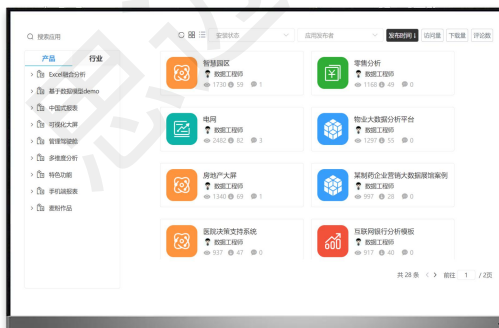 搜索应用
安装状态
应用发布者
发布时间↓
访问量
下载量
评论数
产品
行业
Excel融合分析
基于数据模型demo
中国式报表
可视化大屏
管理驾驶舱
多维度分析
特色功能
手机端报表
麦粉作品
智慧园区
数据工程师
1730 59 1
零售分析
数据工程师
1168 49 0
电网
数据工程师
2482 82 3
物业大数据分析平台
数据工程师
1297 55 0
房地产大屏
数据工程师
1340 69 1
某制药企业营销大数据展馆案例
数据工程师
997 28 0
医院决策支持系统
数据工程师
937 47 0
互联网银行分析模板
数据工程师
917 40 0
共 28 条 < > 前往 1 / 2页